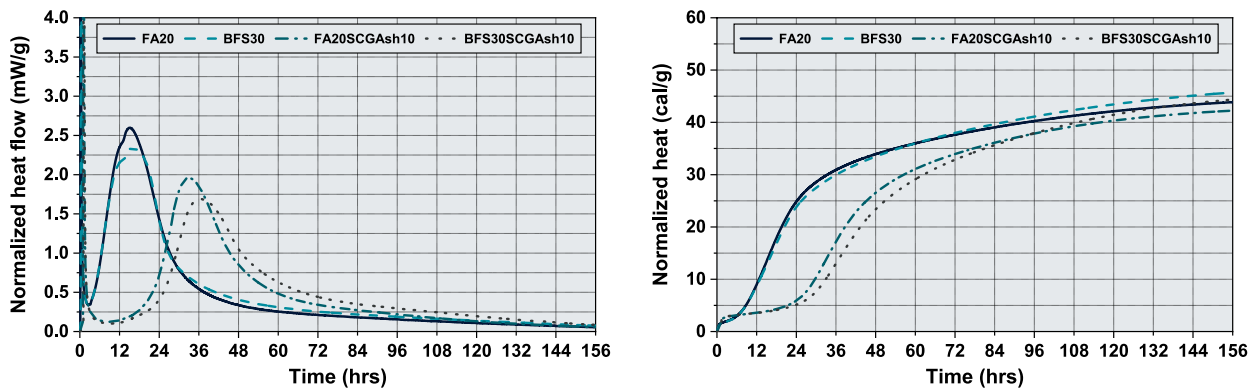 FA20 BFS30 FA20SCGAsh10 BFS30SCGAsh10
Normalized heat flow (mW/g)
4.0
3.5
3.0
2.5
2.0
1.5
1.0
0.5
0.0
0 12 24 36 48 60 72 84 96 108 120 132 144 156
Time (hrs)
FA20 BFS30 FA20SCGAsh10 BFS30SCGAsh10
Normalized heat (cal/g)
60
50
40
30
20
10
0
0 12 24 36 48 60 72 84 96 108 120 132 144 156
Time (hrs)